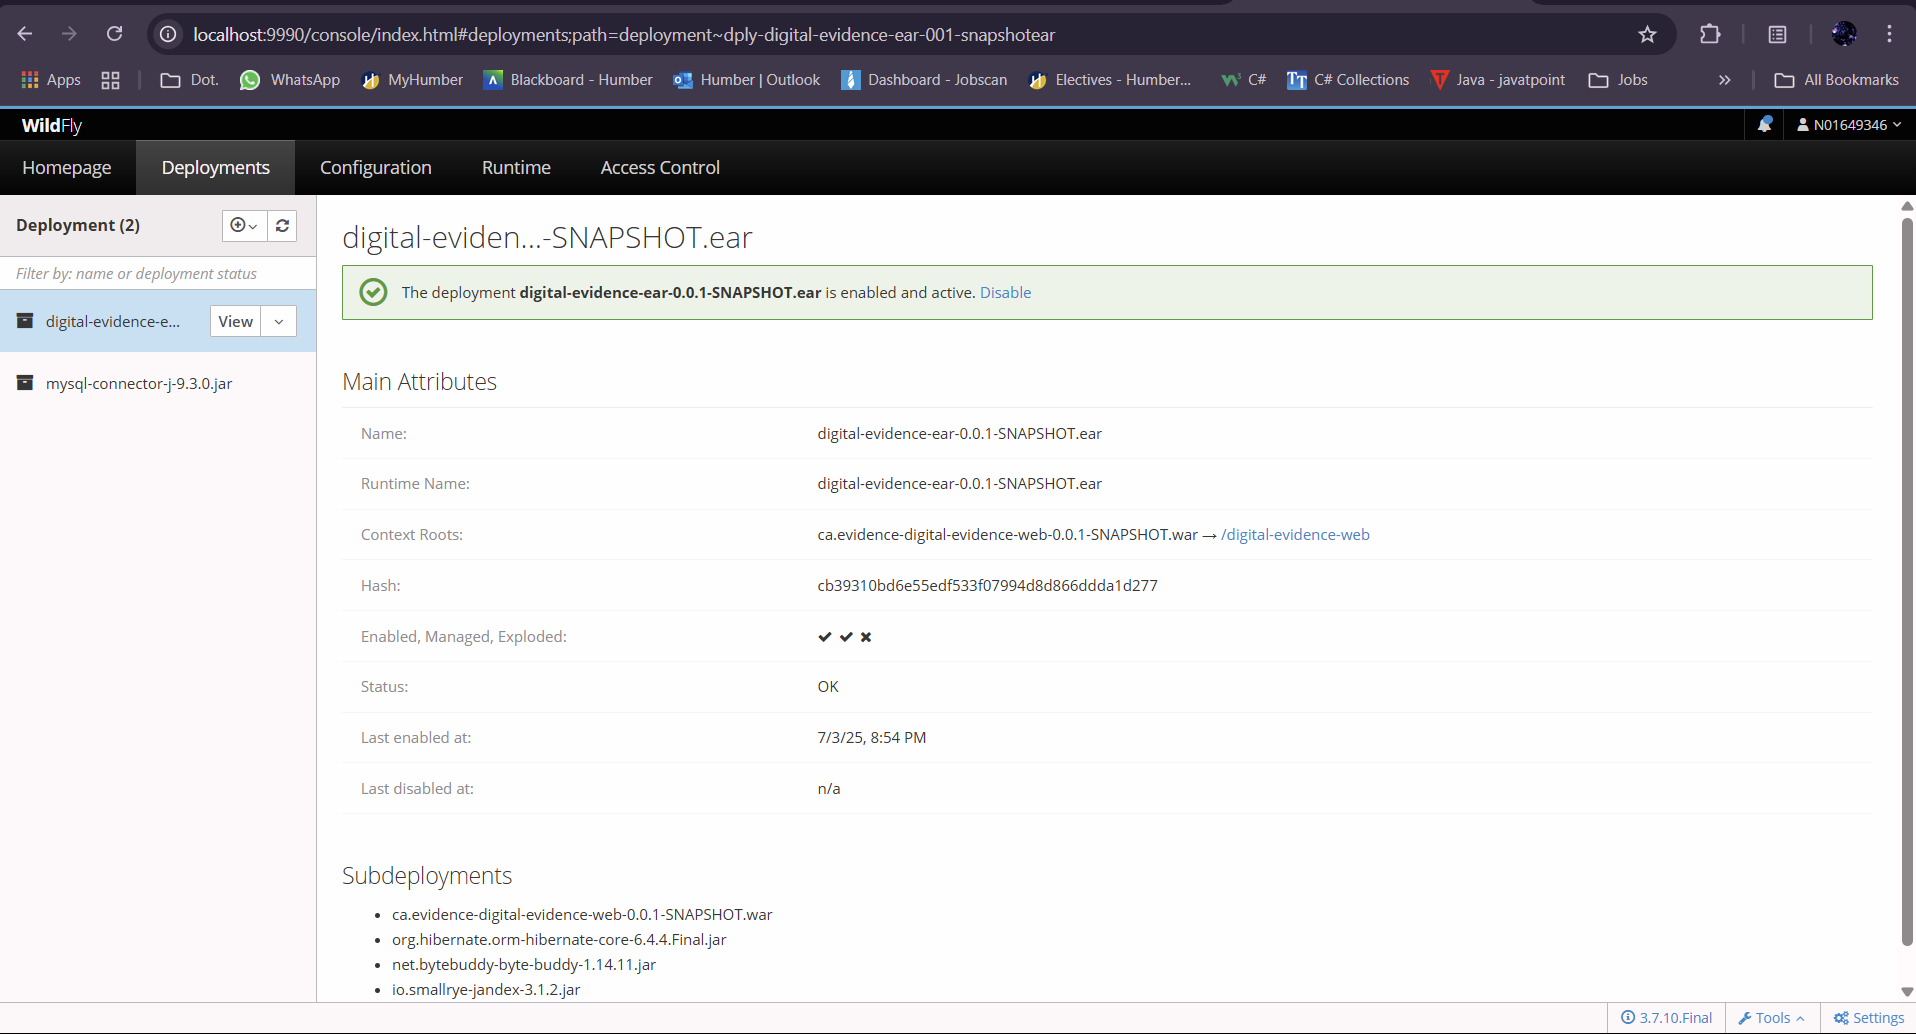 localhost:9990/console/index.html#deployments;path=deployment~dply-digital-evidence-ear-001-snapshotear
Apps Dot. WhatsApp MyHumber Blackboard - Humber Humber | Outlook Dashboard - Jobscan Electives - Humber... C# C# Collections Java - javatpoint Jobs » All Bookmarks
WildFly N01649346
Homepage Deployments Configuration Runtime Access Control
Deployment (2)
Filter by: name or deployment status
digital-evidence-e... View
mysql-connector-j-9.3.0.jar
digital-eviden...-SNAPSHOT.ear
The deployment digital-evidence-ear-0.0.1-SNAPSHOT.ear is enabled and active. Disable
Main Attributes
Name: digital-evidence-ear-0.0.1-SNAPSHOT.ear
Runtime Name: digital-evidence-ear-0.0.1-SNAPSHOT.ear
Context Roots: ca.evidence-digital-evidence-web-0.0.1-SNAPSHOT.war → /digital-evidence-web
Hash: cb39310bd6e55edf533f07994d8d866ddda1d277
Enabled, Managed, Exploded: ✔ ✔ ✖
Status: OK
Last enabled at: 7/3/25, 8:54 PM
Last disabled at: n/a
Subdeployments
• ca.evidence-digital-evidence-web-0.0.1-SNAPSHOT.war
• org.hibernate.orm-hibernate-core-6.4.4.Final.jar
• net.bytebuddy-byte-buddy-1.14.11.jar
• io.smallrye-jandex-3.1.2.jar
3.7.10.Final Tools Settings